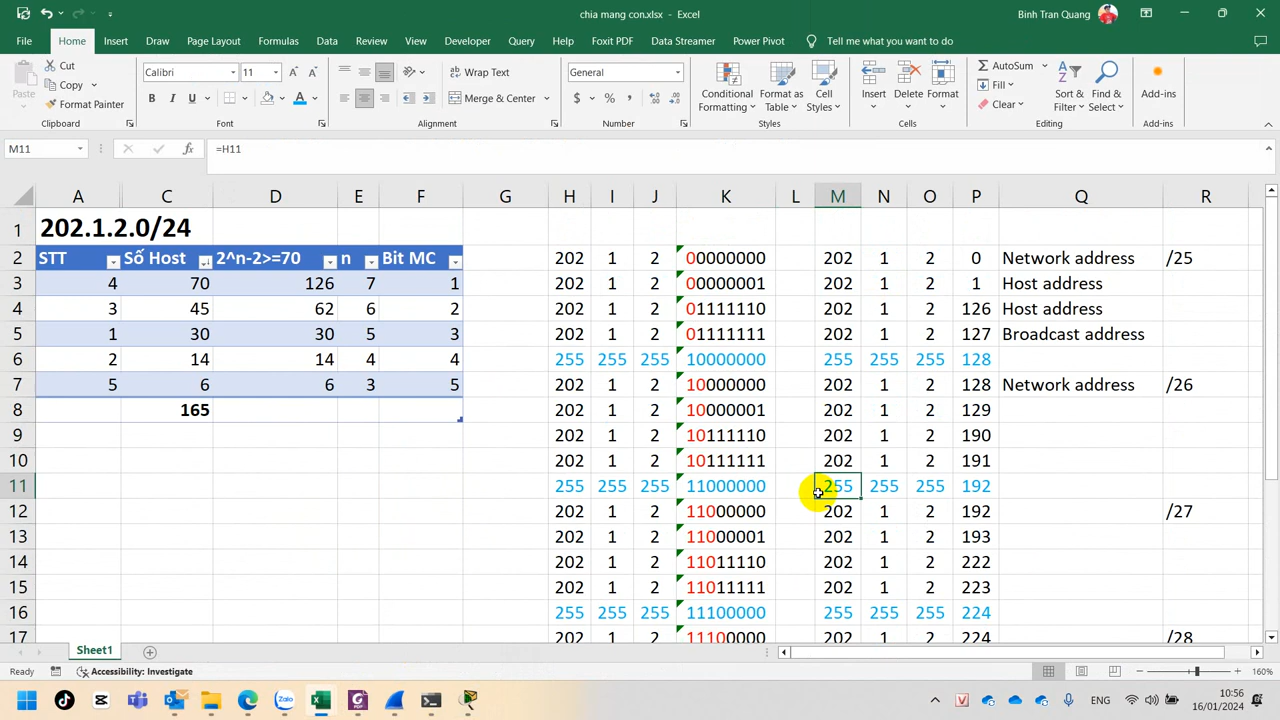 chia mang con.xlsx - Excel
Binh Tran Quang
File Home Insert Draw Page Layout Formulas Data Review View Developer Query Help Foxit PDF Data Streamer Power Pivot Tell me what you want to do
Paste
Cut
Copy
Format Painter
Clipboard
Calibri 11
B I U
Font
Wrap Text
Merge & Center
Alignment
General
$ % ,
Number
Conditional Formatting
Format as Table
Cell Styles
Styles
Insert Delete Format
Cells
AutoSum
Fill
Clear
Sort & Filter
Find & Select
Editing
Add-ins
Add-ins
M11 fx =H11
A C D E F G H I J K L M N O P Q R
1 202.1.2.0/24
2 STT Số Host 2^n-2>=70 n Bit MC 202 1 2 00000000 202 1 2 0 Network address /25
3 4 70 126 7 1 202 1 2 00000001 202 1 2 1 Host address
4 3 45 62 6 2 202 1 2 01111110 202 1 2 126 Host address
5 1 30 30 5 3 202 1 2 01111111 202 1 2 127 Broadcast address
6 2 14 14 4 4 255 255 255 10000000 255 255 255 128
7 5 6 6 3 5 202 1 2 10000000 202 1 2 128 Network address /26
8 165 202 1 2 10000001 202 1 2 129
9 202 1 2 10111110 202 1 2 190
10 202 1 2 10111111 202 1 2 191
11 255 255 255 11000000 255 255 255 192
12 202 1 2 11000000 202 1 2 192 /27
13 202 1 2 11000001 202 1 2 193
14 202 1 2 11011110 202 1 2 222
15 202 1 2 11011111 202 1 2 223
16 255 255 255 11100000 255 255 255 224
17 202 1 2 11100000 202 1 2 224 /28
Sheet1
Ready Accessibility: Investigate 160%
Zalo
ENG
10:56
16/01/2024